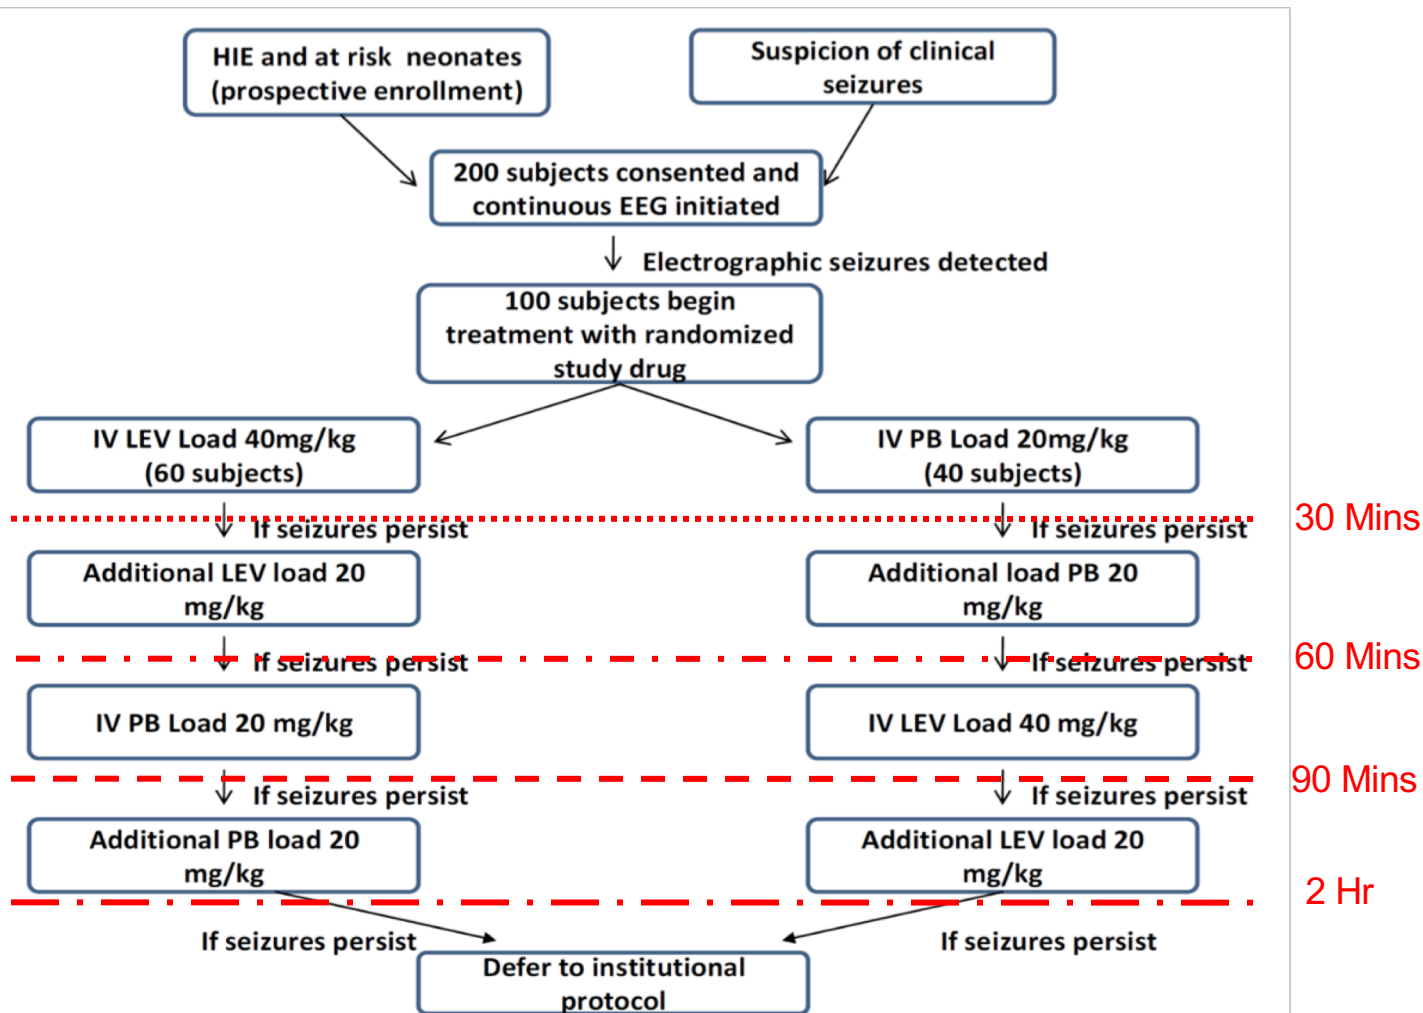 HIE and at risk neonates
(prospective enrollment)
Suspicion of clinical
seizures
200 subjects consented and
continuous EEG initiated
Electrographic seizures detected
100 subjects begin
treatment with randomized
study drug
IV LEV Load 40mg/kg
(60 subjects)
IV PB Load 20mg/kg
(40 subjects)
If seizures persist
If seizures persist
30 Mins
Additional LEV load 20
mg/kg
Additional load PB 20
mg/kg
If seizures persist
If seizures persist
60 Mins
IV PB Load 20 mg/kg
IV LEV Load 40 mg/kg
90 Mins
If seizures persist
If seizures persist
Additional PB load 20
mg/kg
Additional LEV load 20
mg/kg
2 Hr
If seizures persist
If seizures persist
Defer to institutional
protocol